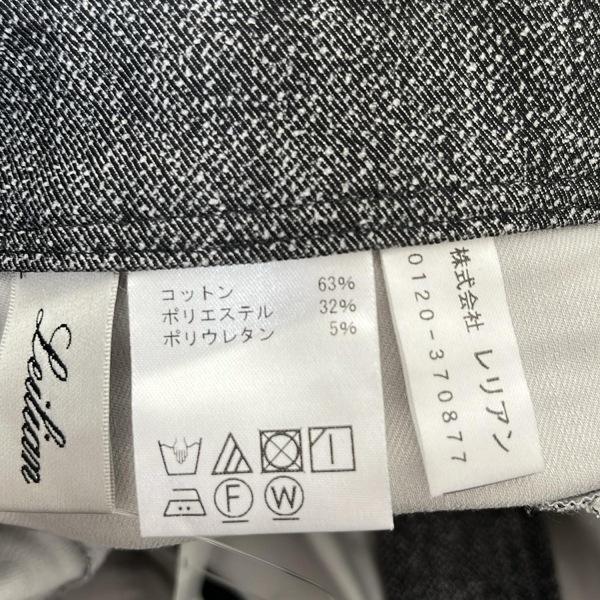 Leilian
コットン 63%
ポリエステル 32%
ポリウレタン 5%
F W
株式会社 レリアン
0120-370877